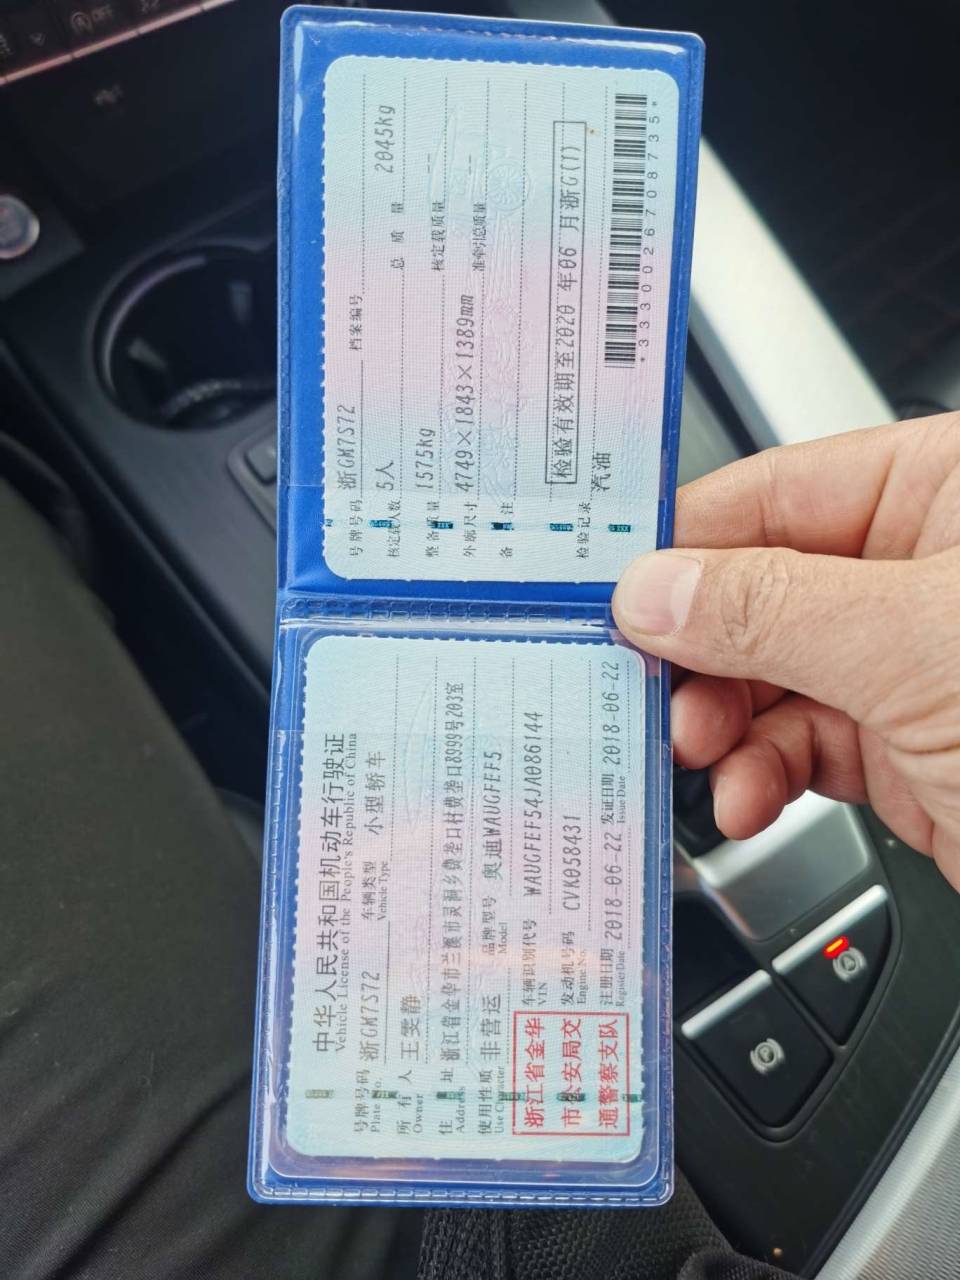 中华人民共和国机动车行驶证
Vehicle License of the People's Republic of China
号牌号码 浙GM7S72 车辆类型 小型轿车
Plate No. Vehicle Type
所有人 王雯静
Owner
住址 浙江省金华市兰溪市灵洞乡费垄口村费垄口8999号203室
Address
使用性质 非营运 品牌型号 奥迪WAUGFEF5
Use Character Model
车辆识别代号 WAUGFEF54JA086144
VIN
发动机号码 CVK058431
Engine No.
注册日期 2018-06-22 发证日期 2018-06-22
Register Date Issue Date
浙江省金华
市公安局交
通警察支队
号牌号码 浙GM7S72 档案编号
核定载人数 5人 总质量 2045kg
整备质量 1575kg 核定载质量 --
外廓尺寸 4749×1843×1389mm 准牵引总质量 --
备注
检验有效期至2020年06月浙G(1)
检验记录
汽油
*3330026708735*